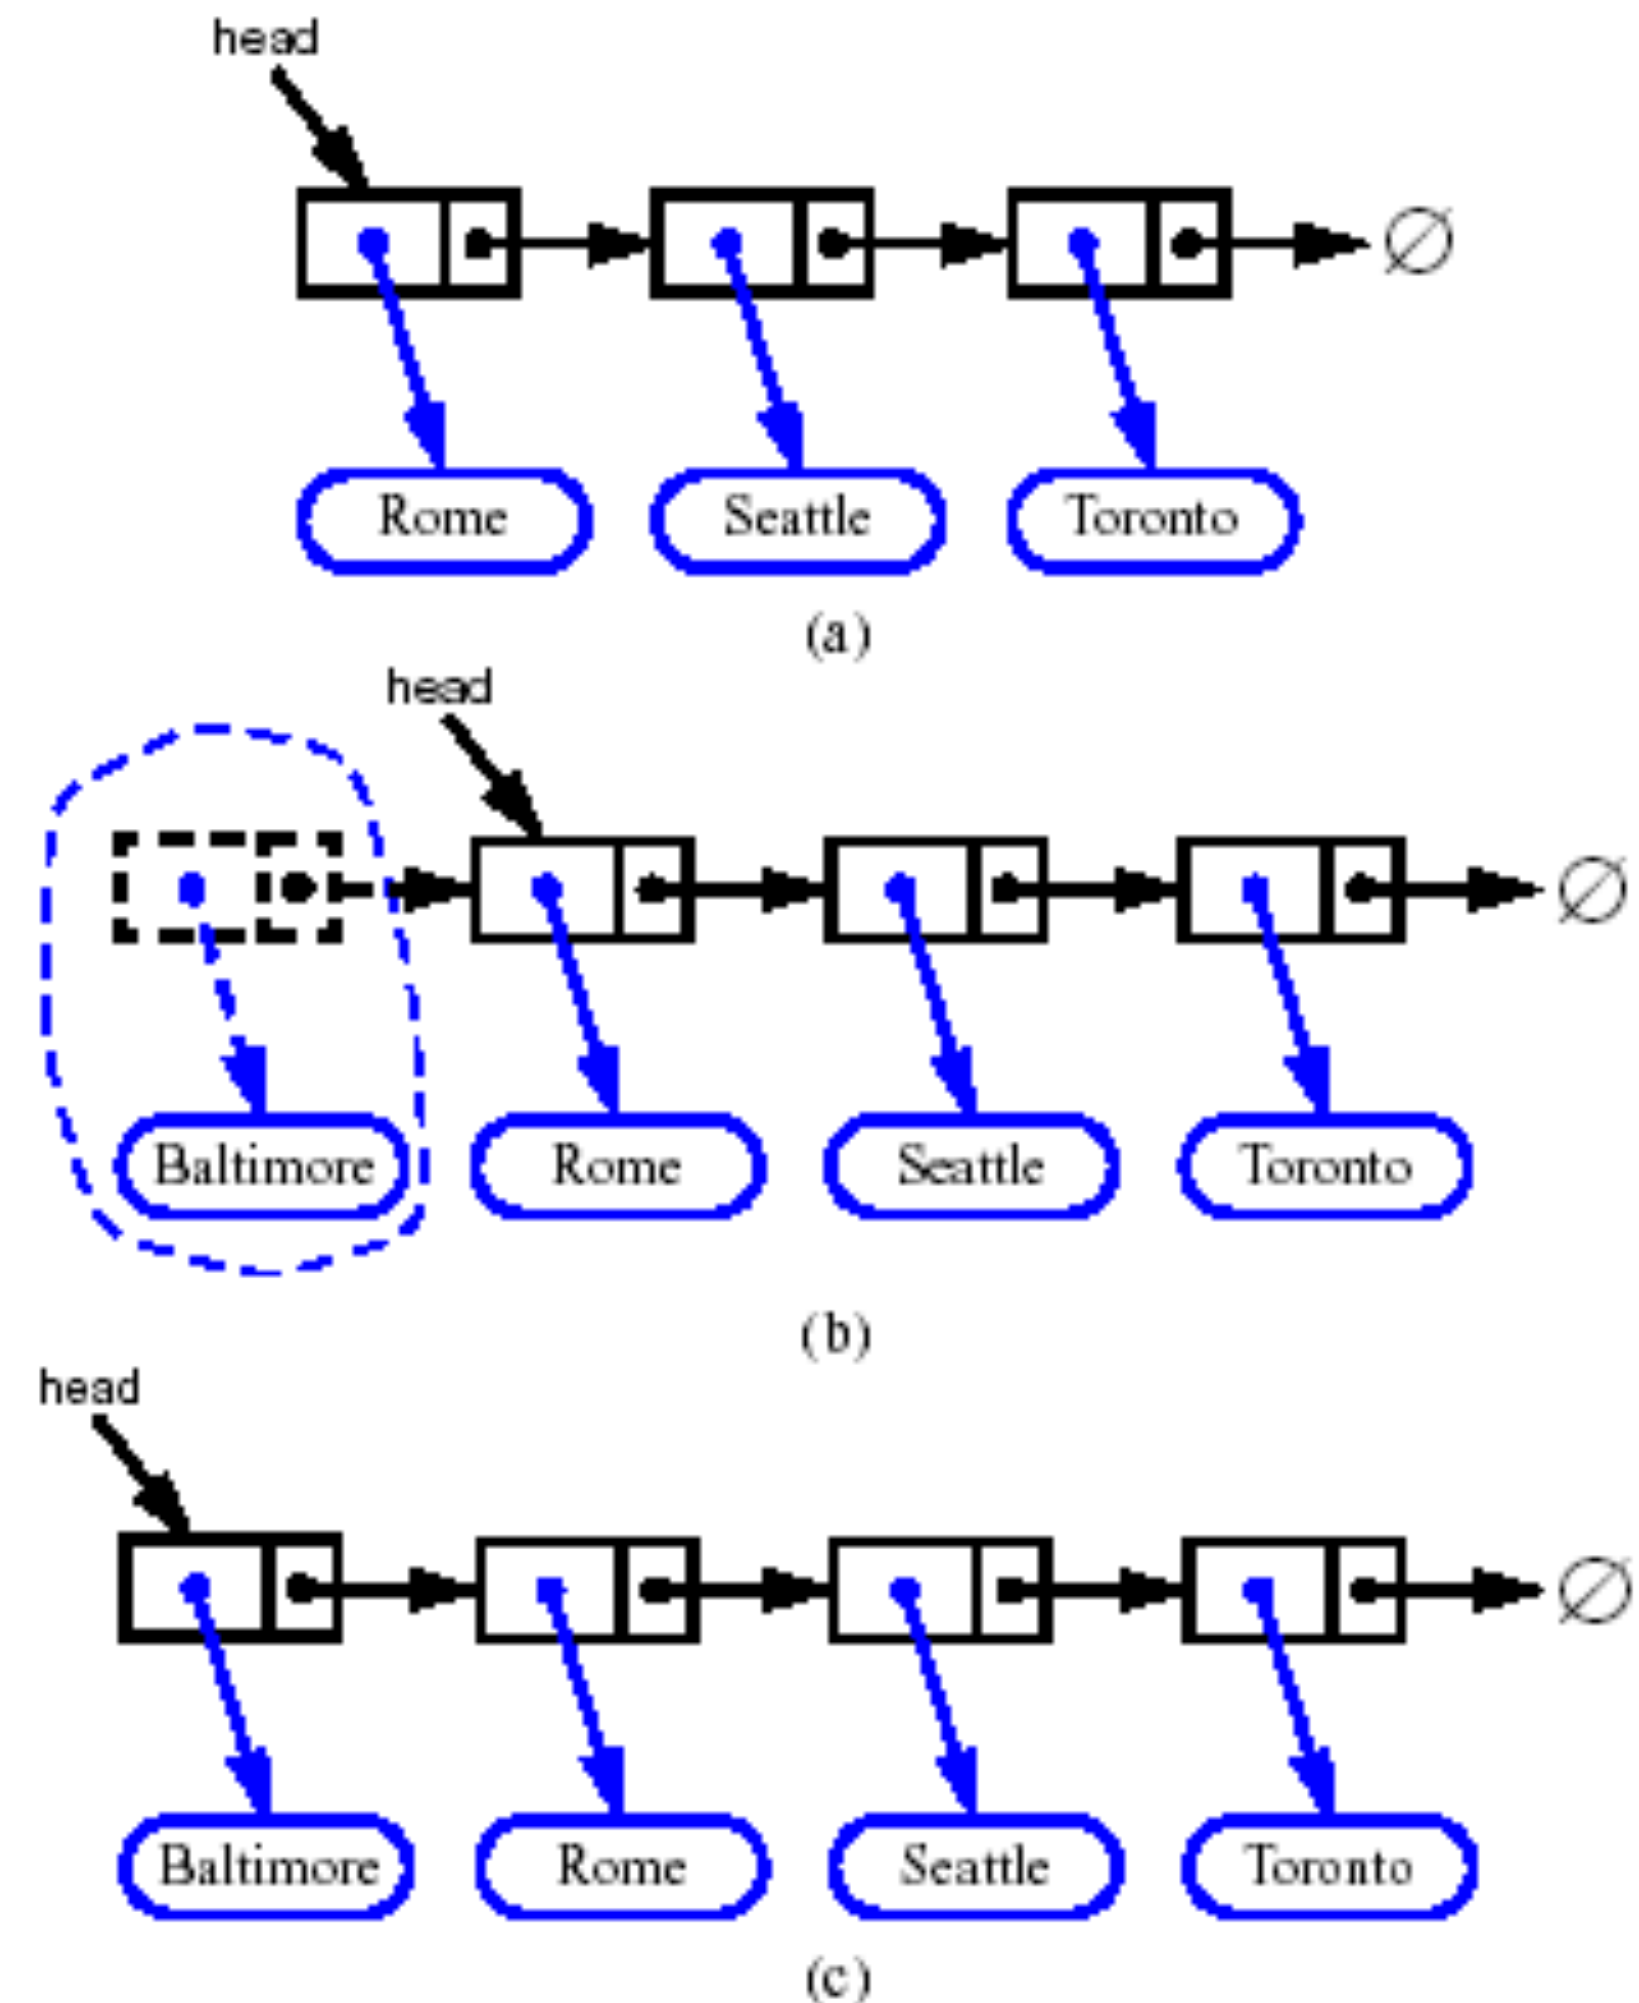 head
∅
Rome Seattle Toronto
(a)
head
∅
Baltimore Rome Seattle Toronto
(b)
head
∅
Baltimore Rome Seattle Toronto
(c)